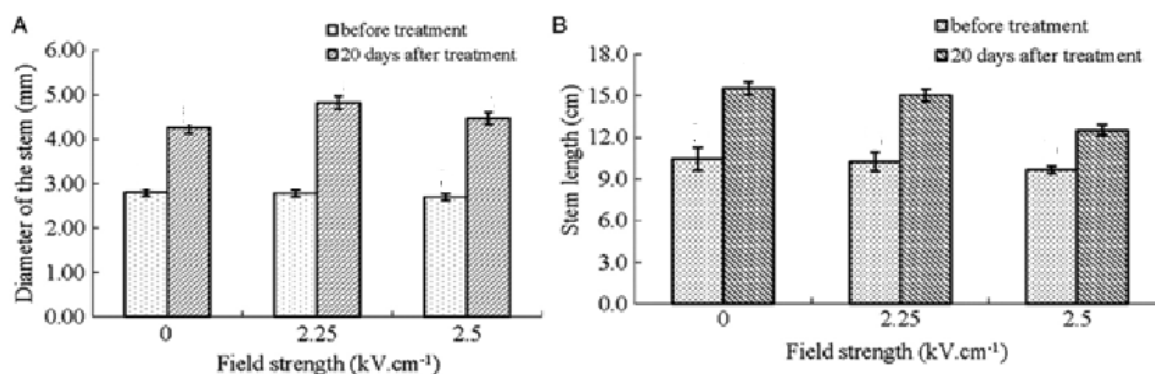 A
before treatment
20 days after treatment
6.00
5.00
4.00
3.00
2.00
1.00
0.00
Diameter of the stem (mm)
0 2.25 2.5
Field strength (kV.cm⁻¹)
B
before treatment
20 days after treatment
18.0
15.0
12.0
9.0
6.0
3.0
0.0
Stem length (cm)
0 2.25 2.5
Field strength (kV.cm⁻¹)